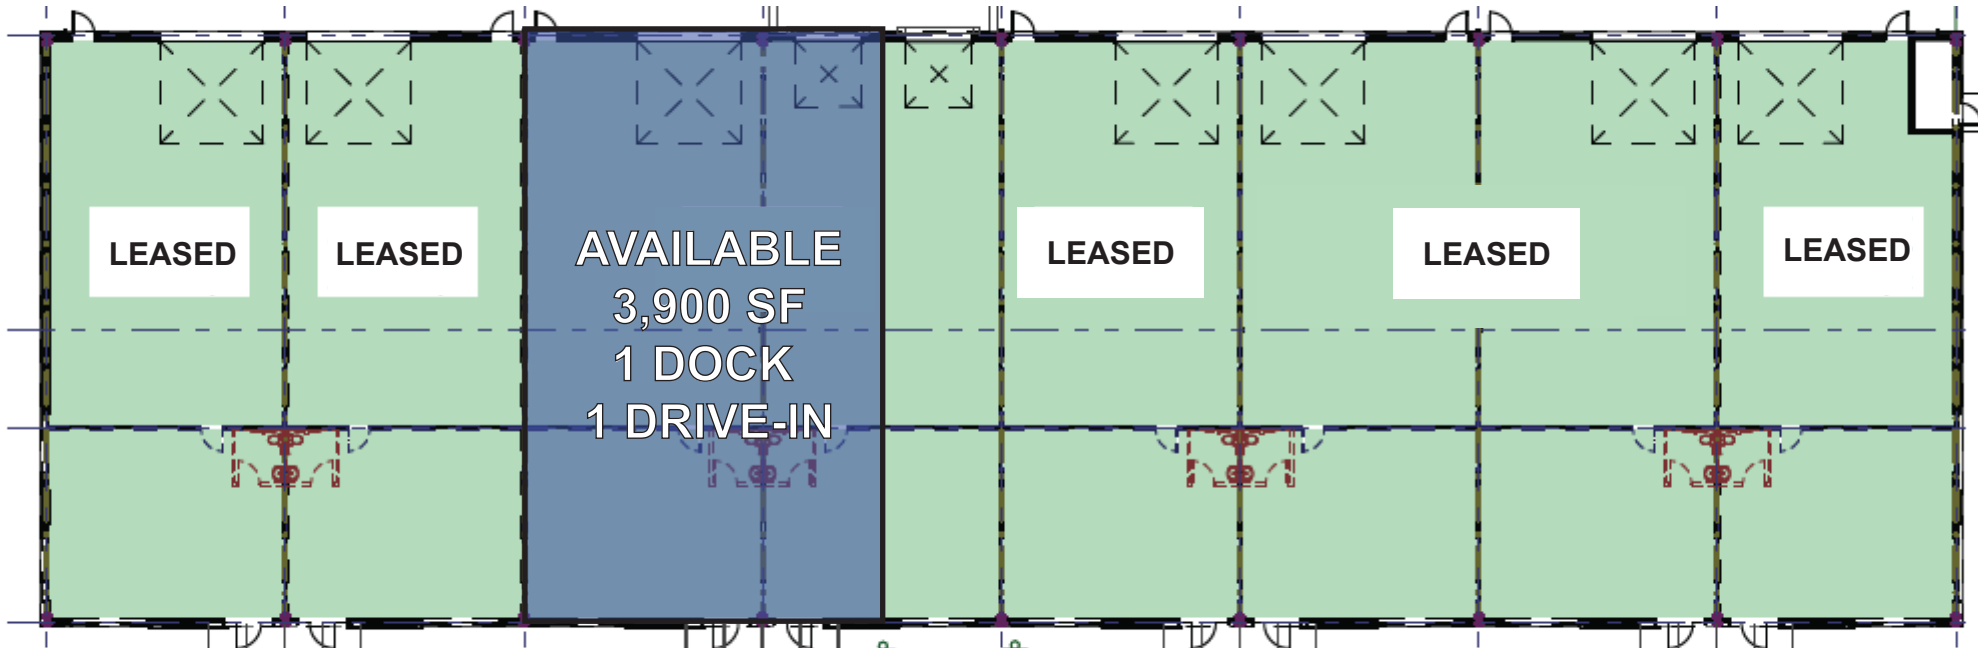 LEASED
LEASED
AVAILABLE
3,900 SF
1 DOCK
1 DRIVE-IN
LEASED
LEASED
LEASED